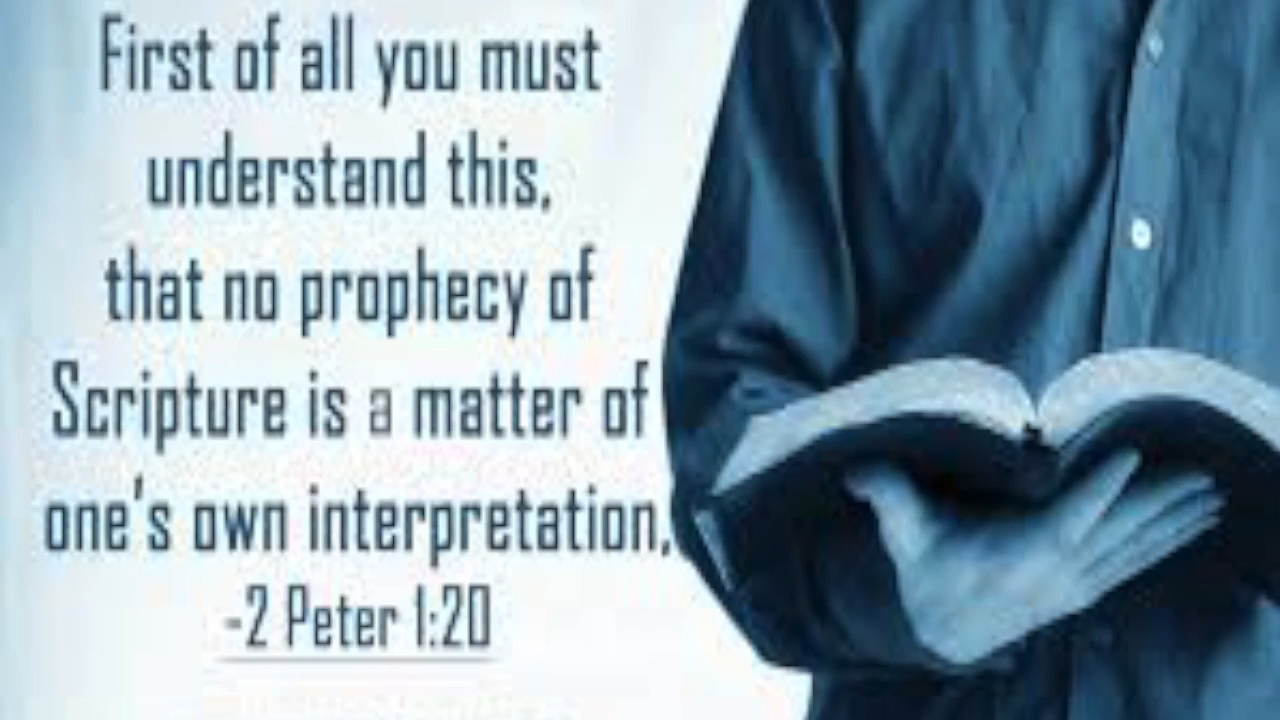 First of all you must
understand this,
that no prophecy of
Scripture is a matter of
one's own interpretation,
-2 Peter 1:20